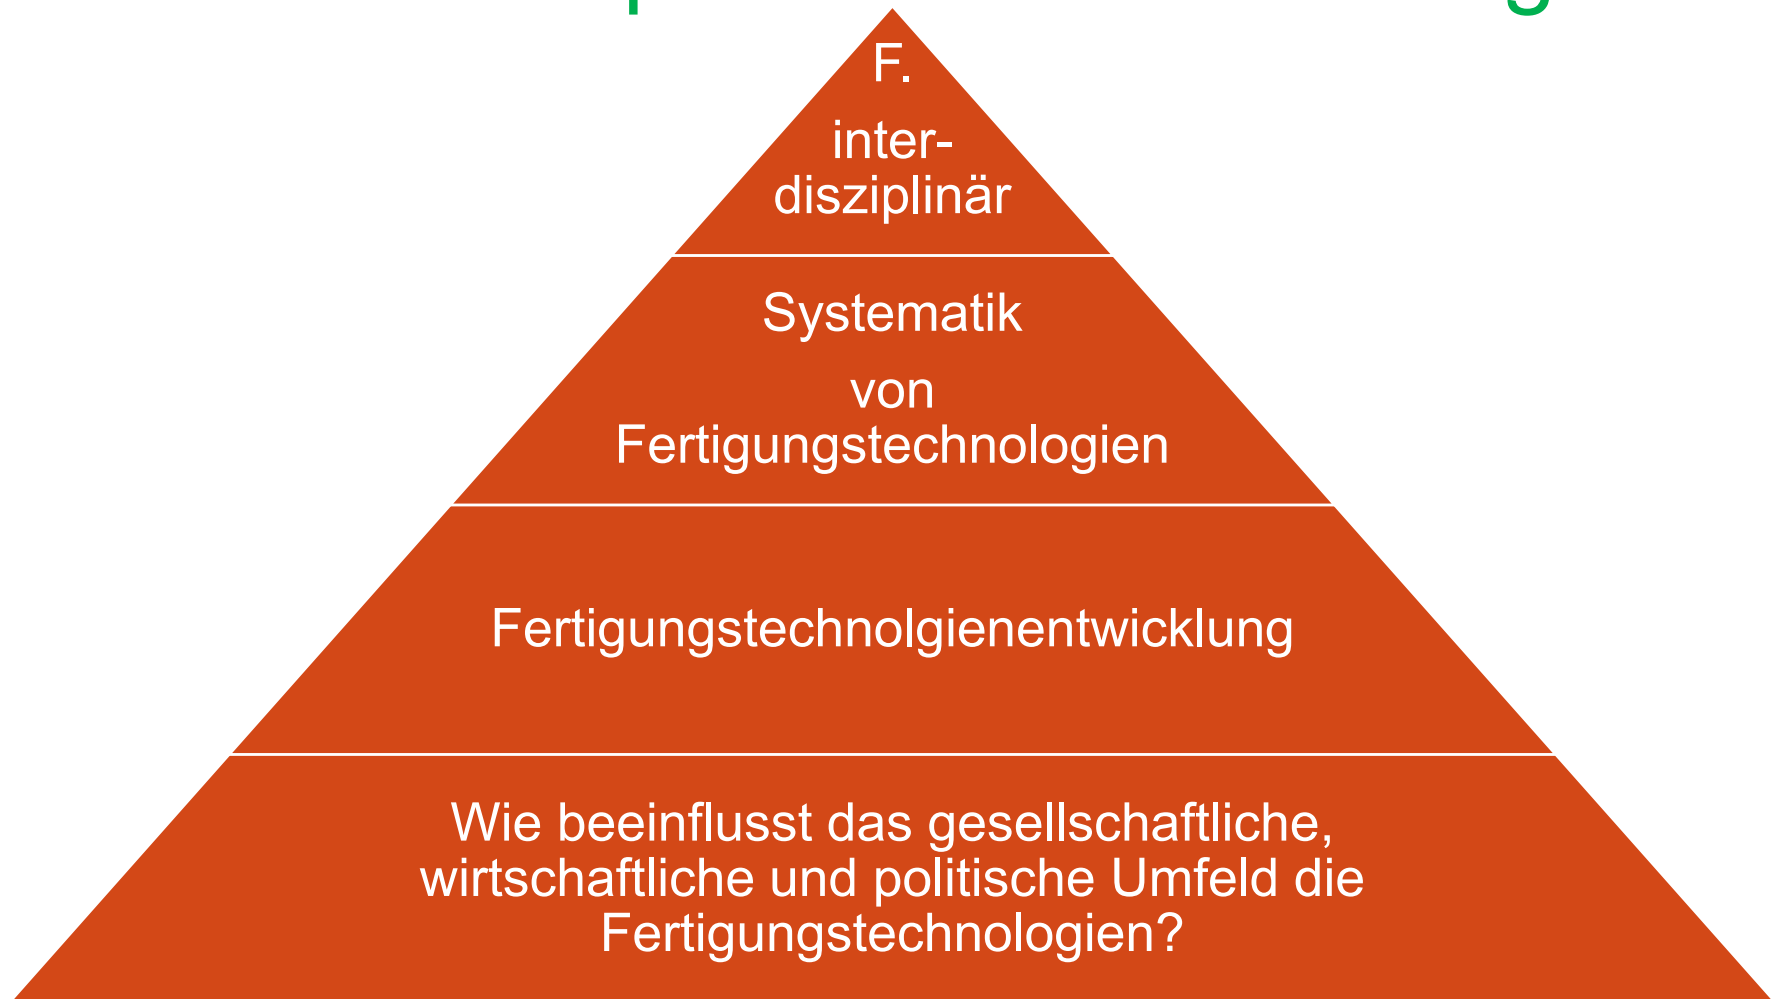 F.
inter-
disziplinär
Systematik
von
Fertigungstechnologien
Fertigungstechnolgienentwicklung
Wie beeinflusst das gesellschaftliche,
wirtschaftliche und politische Umfeld die
Fertigungstechnologien?